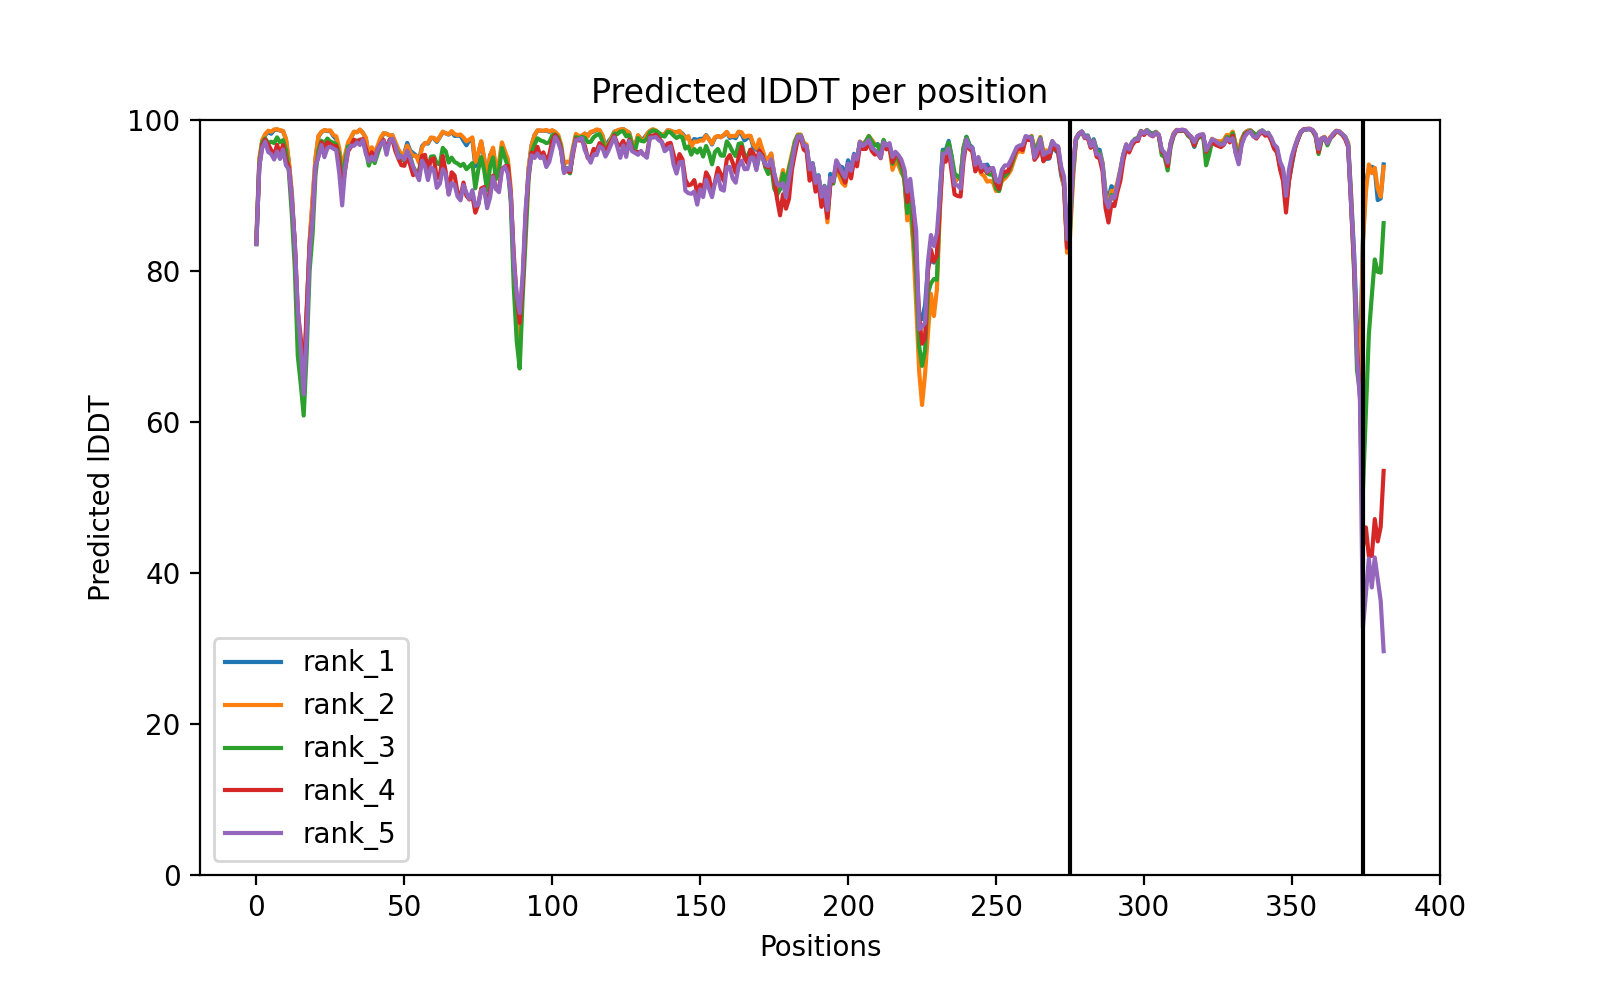 Predicted lDDT per position
100
80
60
40
20
0
Predicted lDDT
rank_1
rank_2
rank_3
rank_4
rank_5
0 50 100 150 200 250 300 350 400
Positions